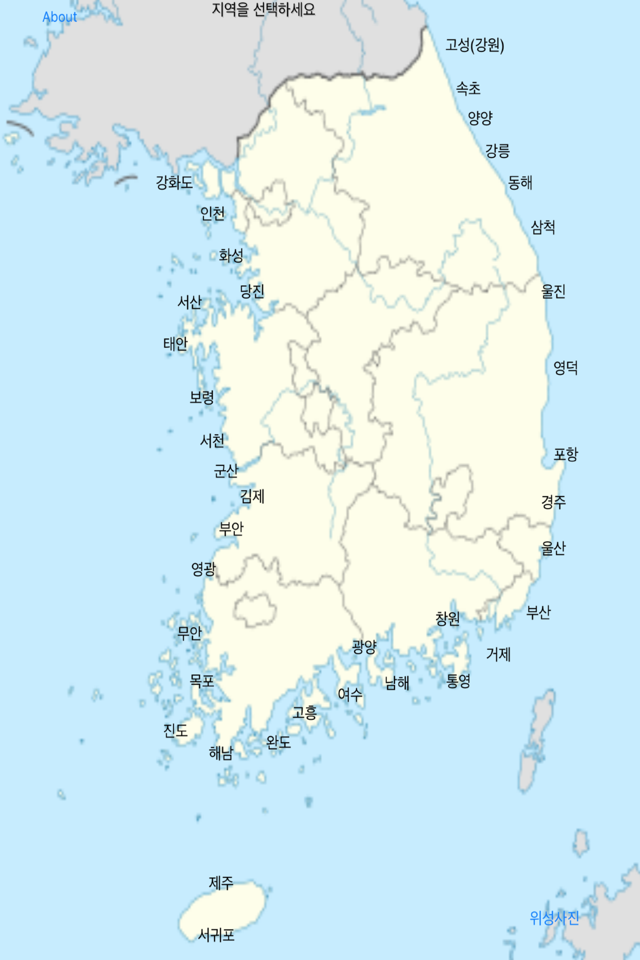 지역을 선택하세요
About
고성(강원)
속초
양양
강릉
동해
강화도
인천
삼척
화성
당진
울진
서산
태안
영덕
보령
서천
포항
군산
김제
경주
부안
울산
영광
부산
창원
무안
광양
거제
목포
통영
남해
여수
고흥
진도
완도
해남
제주
위성사진
서귀포